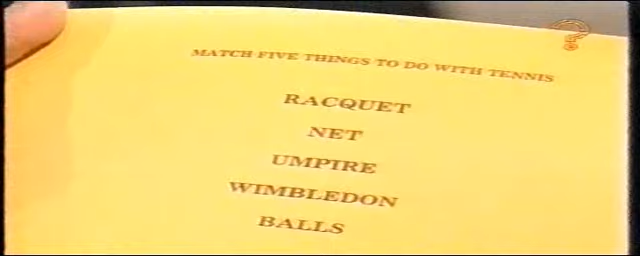 MATCH FIVE THINGS TO DO WITH TENNIS
RACQUET
NET
UMPIRE
WIMBLEDON
BALLS